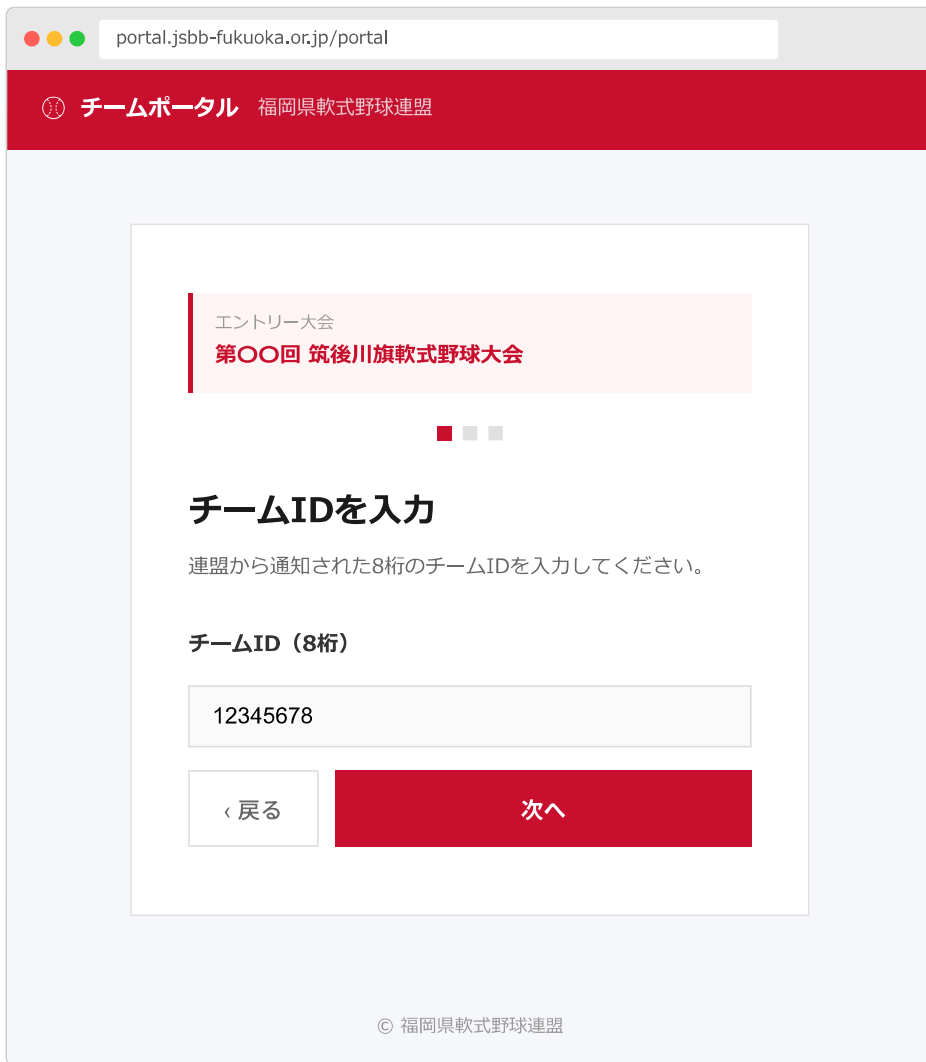 portal.jsbb-fukuoka.or.jp/portal
チームポータル 福岡県軟式野球連盟
エントリー大会
第〇〇回 筑後川旗軟式野球大会
チームIDを入力
連盟から通知された8桁のチームIDを入力してください。
チームID（8桁）
12345678
‹ 戻る
次へ
© 福岡県軟式野球連盟